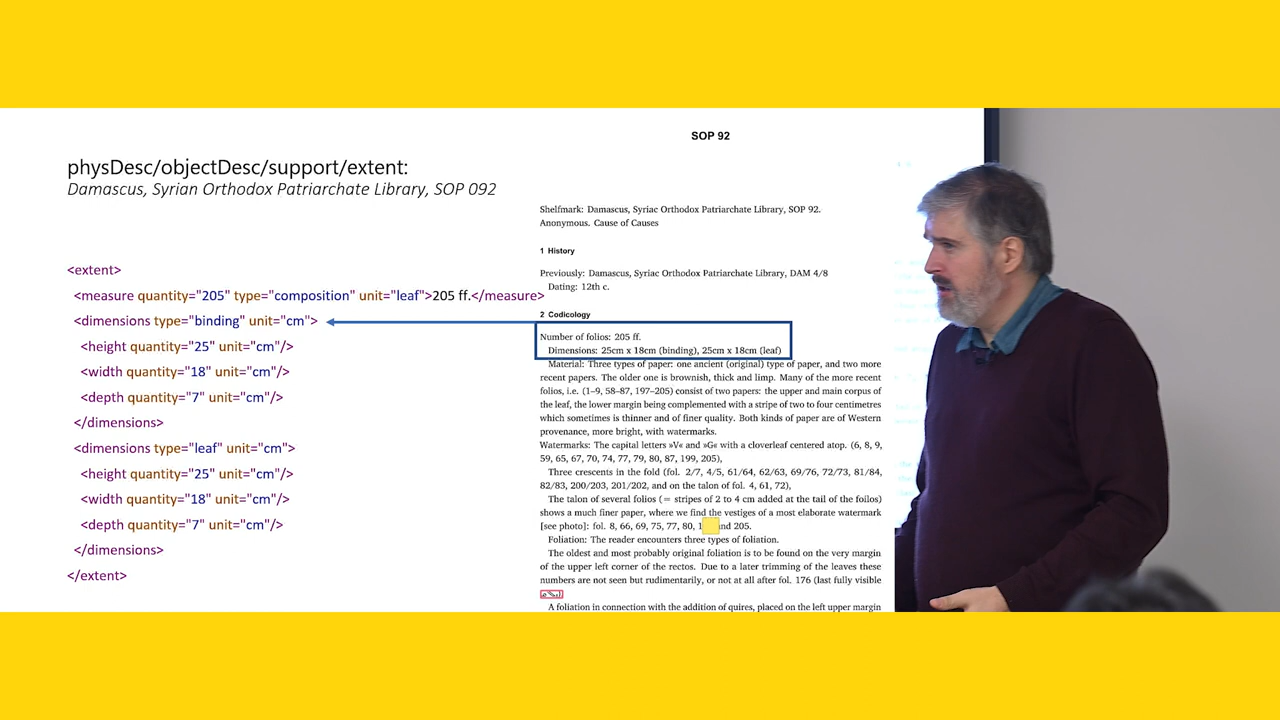 physDesc/objectDesc/support/extent:
Damascus, Syrian Orthodox Patriarchate Library, SOP 092
<extent>
<measure quantity="205" type="composition" unit="leaf">205 ff.</measure>
<dimensions type="binding" unit="cm">
<height quantity="25" unit="cm"/>
<width quantity="18" unit="cm"/>
<depth quantity="7" unit="cm"/>
</dimensions>
<dimensions type="leaf" unit="cm">
<height quantity="25" unit="cm"/>
<width quantity="18" unit="cm"/>
<depth quantity="7" unit="cm"/>
</dimensions>
</extent>
SOP 92
Shelfmark: Damascus, Syriac Orthodox Patriarchate Library, SOP 92.
Anonymous. Cause of Causes
1 History
Previously: Damascus, Syriac Orthodox Patriarchate Library, DAM 4/8
Dating: 12th c.
2 Codicology
Number of folios: 205 ff.
Dimensions: 25cm x 18cm (binding), 25cm x 18cm (leaf)
Material: Three types of paper: one ancient (original) type of paper, and two more
recent papers. The older one is brownish, thick and limp. Many of the more recent
folios, i.e. (1–9, 58–87, 197–205) consist of two papers: the upper and main corpus of
the leaf, the lower margin being complemented with a stripe of two to four centimetres
which sometimes is thinner and of finer quality. Both kinds of paper are of Western
provenance, more bright, with watermarks.
Watermarks: The capital letters »V« and »G« with a cloverleaf centered atop. (6, 8, 9,
59, 65, 67, 70, 74, 77, 79, 80, 87, 199, 205),
Three crescents in the fold (fol. 2/7, 4/5, 61/64, 62/63, 69/76, 72/73, 81/84,
82/83, 200/203, 201/202, and on the talon of fol. 4, 61, 72),
The talon of several folios (= stripes of 2 to 4 cm added at the tail of the foilos)
shows a much finer paper, where we find the vestiges of a most elaborate watermark
[see photo]: fol. 8, 66, 69, 75, 77, 80, 1 nd 205.
Foliation: The reader encounters three types of foliation.
The oldest and most probably original foliation is to be found on the very margin
of the upper left corner of the rectos. Due to a later trimming of the leaves these
numbers are not seen but rudimentarily, or not at all after fol. 176 (last fully visible
A foliation in connection with the addition of quires, placed on the left upper margin